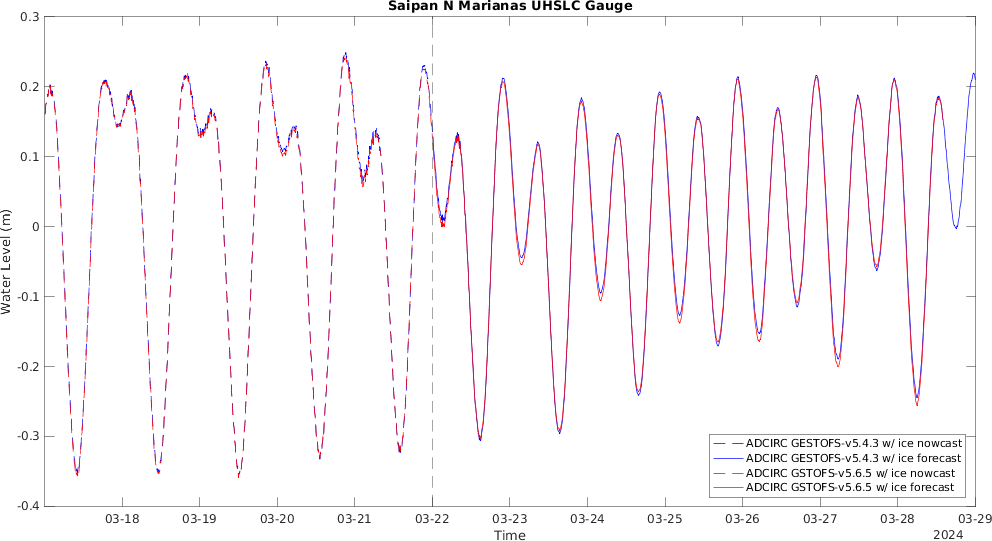 Saipan N Marianas UHSLC Gauge
0.3
0.2
0.1
0
-0.1
-0.2
-0.3
-0.4
Water Level (m)
ADCIRC GESTOFS-v5.4.3 w/ ice nowcast
ADCIRC GESTOFS-v5.4.3 w/ ice forecast
ADCIRC GSTOFS-v5.6.5 w/ ice nowcast
ADCIRC GSTOFS-v5.6.5 w/ ice forecast
03-18 03-19 03-20 03-21 03-22 03-23 03-24 03-25 03-26 03-27 03-28 03-29
Time
2024